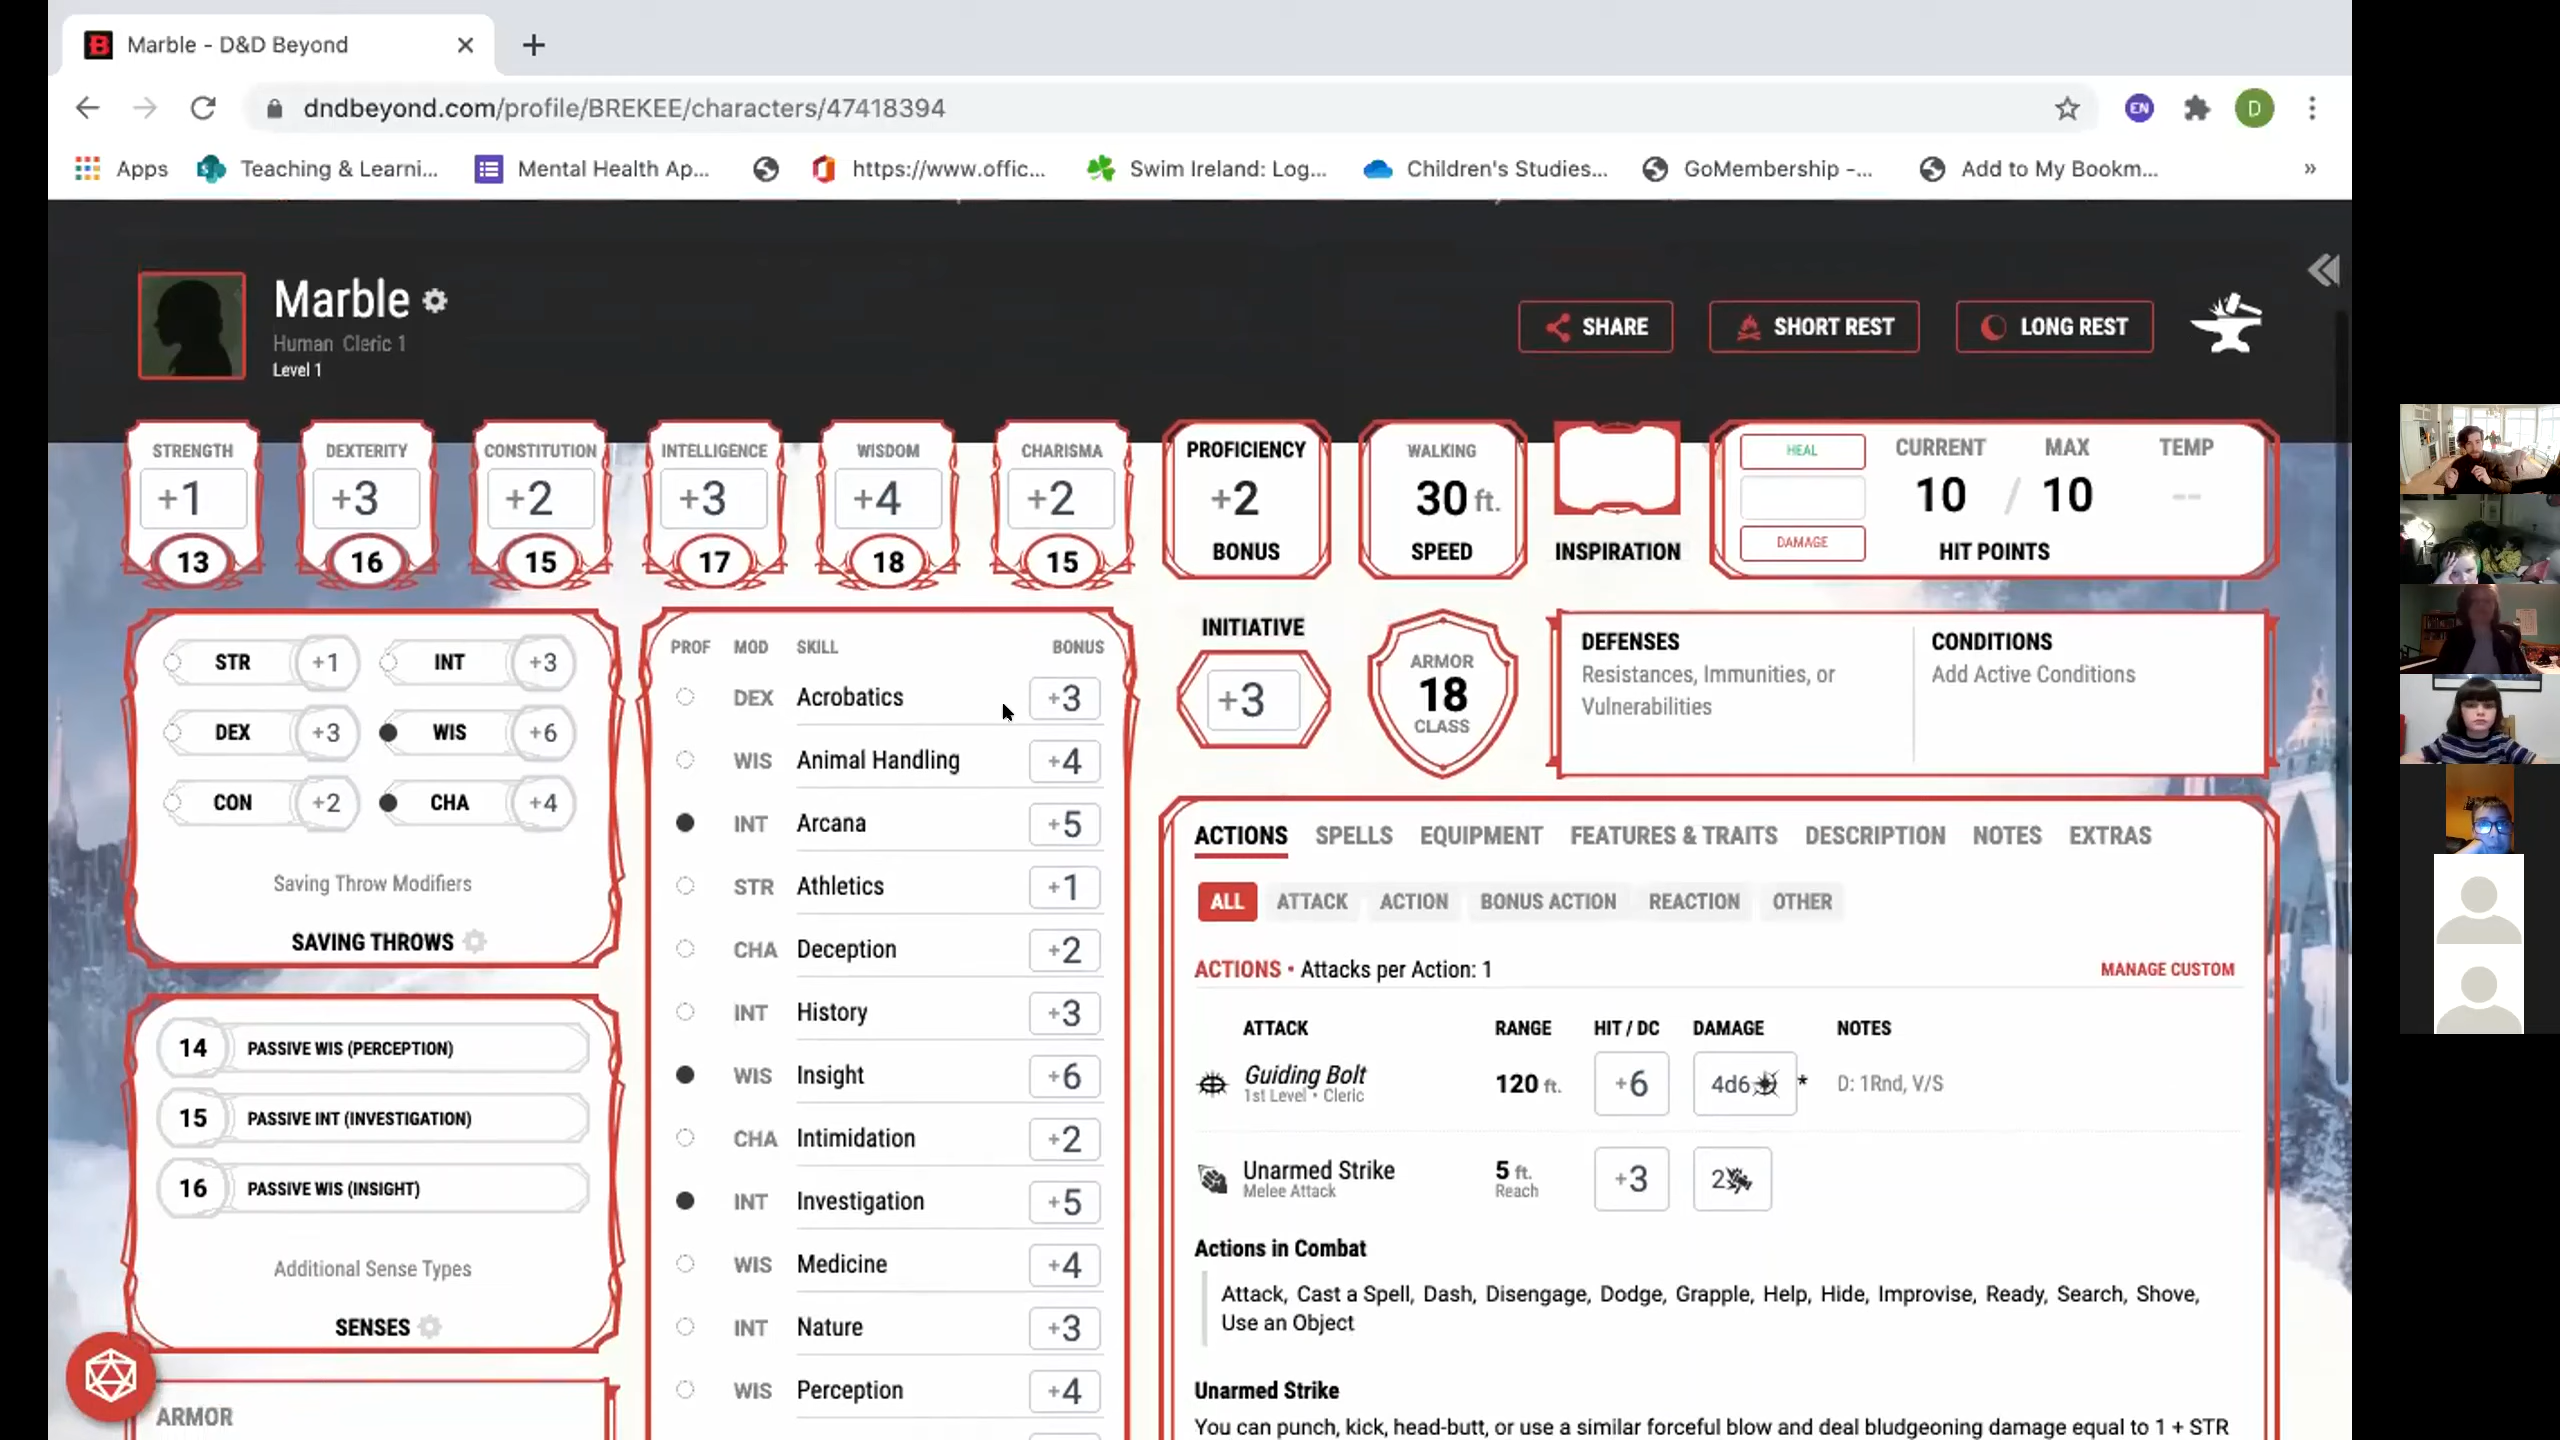 Marble - D&D Beyond
dndbeyond.com/profile/BREKEE/characters/47418394
EN
D
Apps
Teaching & Learni...
Mental Health Ap...
https://www.offic...
Swim Ireland: Log...
Children's Studies...
GoMembership -...
Add to My Bookm...
»
Marble
Human Cleric 1
Level 1
SHARE
SHORT REST
LONG REST
STRENGTH
+1
13
DEXTERITY
+3
16
CONSTITUTION
+2
15
INTELLIGENCE
+3
17
WISDOM
+4
18
CHARISMA
+2
15
PROFICIENCY
+2
BONUS
WALKING
30 ft.
SPEED
INSPIRATION
HEAL
DAMAGE
CURRENT MAX TEMP
10 / 10 --
HIT POINTS
STR +1 INT +3
DEX +3 WIS +6
CON +2 CHA +4
Saving Throw Modifiers
SAVING THROWS
14 PASSIVE WIS (PERCEPTION)
15 PASSIVE INT (INVESTIGATION)
16 PASSIVE WIS (INSIGHT)
Additional Sense Types
SENSES
ARMOR
PROF MOD SKILL BONUS
DEX Acrobatics +3
WIS Animal Handling +4
INT Arcana +5
STR Athletics +1
CHA Deception +2
INT History +3
WIS Insight +6
CHA Intimidation +2
INT Investigation +5
WIS Medicine +4
INT Nature +3
WIS Perception +4
INITIATIVE
+3
ARMOR
18
CLASS
DEFENSES
Resistances, Immunities, or
Vulnerabilities
CONDITIONS
Add Active Conditions
ACTIONS SPELLS EQUIPMENT FEATURES & TRAITS DESCRIPTION NOTES EXTRAS
ALL ATTACK ACTION BONUS ACTION REACTION OTHER
ACTIONS • Attacks per Action: 1
MANAGE CUSTOM
ATTACK RANGE HIT / DC DAMAGE NOTES
Guiding Bolt 120 ft. +6 4d6 * D: 1Rnd, V/S
1st Level • Cleric
Unarmed Strike 5 ft. +3 2
Melee Attack Reach
Actions in Combat
Attack, Cast a Spell, Dash, Disengage, Dodge, Grapple, Help, Hide, Improvise, Ready, Search, Shove,
Use an Object
Unarmed Strike
You can punch, kick, head-butt, or use a similar forceful blow and deal bludgeoning damage equal to 1 + STR